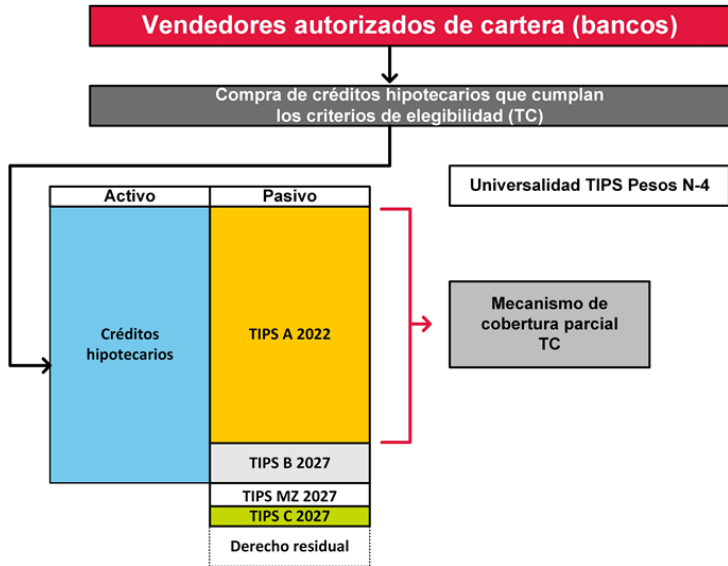 Vendedores autorizados de cartera (bancos)
Compra de créditos hipotecarios que cumplan
los criterios de elegibilidad (TC)
Universalidad TIPS Pesos N-4
Activo
Pasivo
Créditos
hipotecarios
TIPS A 2022
Mecanismo de
cobertura parcial
TC
TIPS B 2027
TIPS MZ 2027
TIPS C 2027
Derecho residual